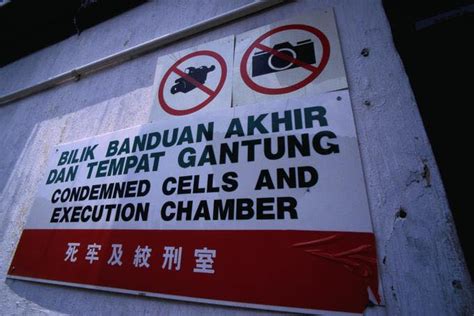 BILIK BANDUAN AKHIR
DAN TEMPAT GANTUNG
CONDEMNED CELLS AND
EXECUTION CHAMBER
死牢及絞刑室